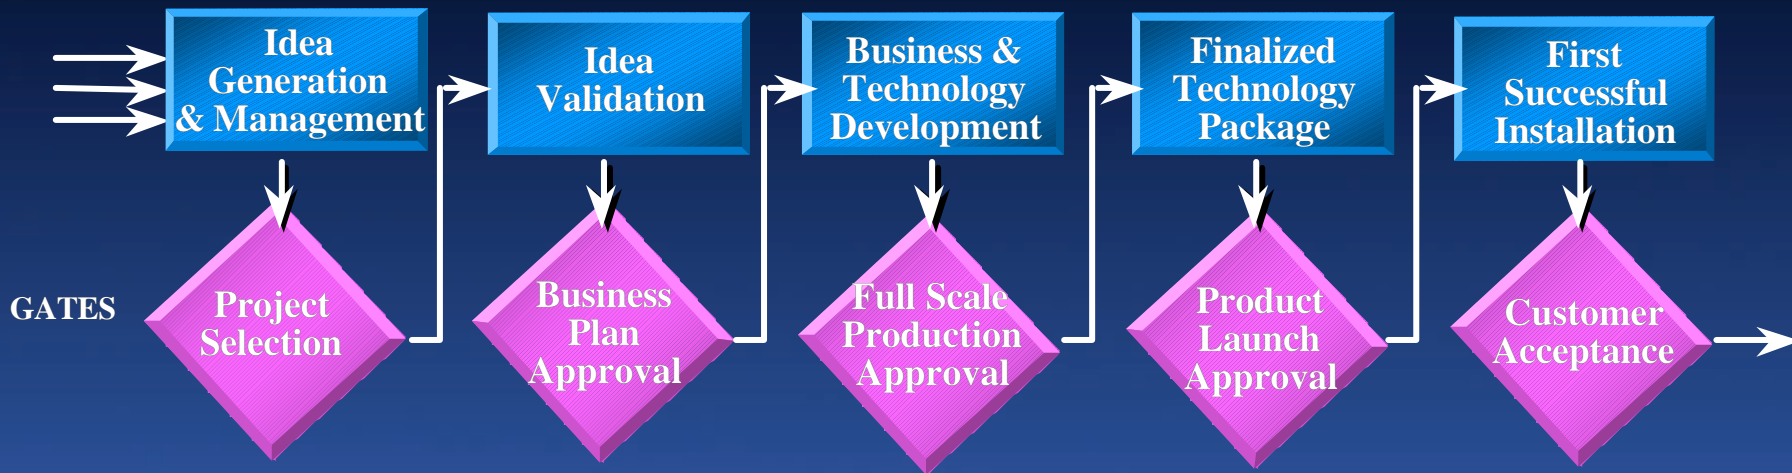 Idea
Generation
& Management
Idea
Validation
Business &
Technology
Development
Finalized
Technology
Package
First
Successful
Installation
GATES
Project
Selection
Business
Plan
Approval
Full Scale
Production
Approval
Product
Launch
Approval
Customer
Acceptance